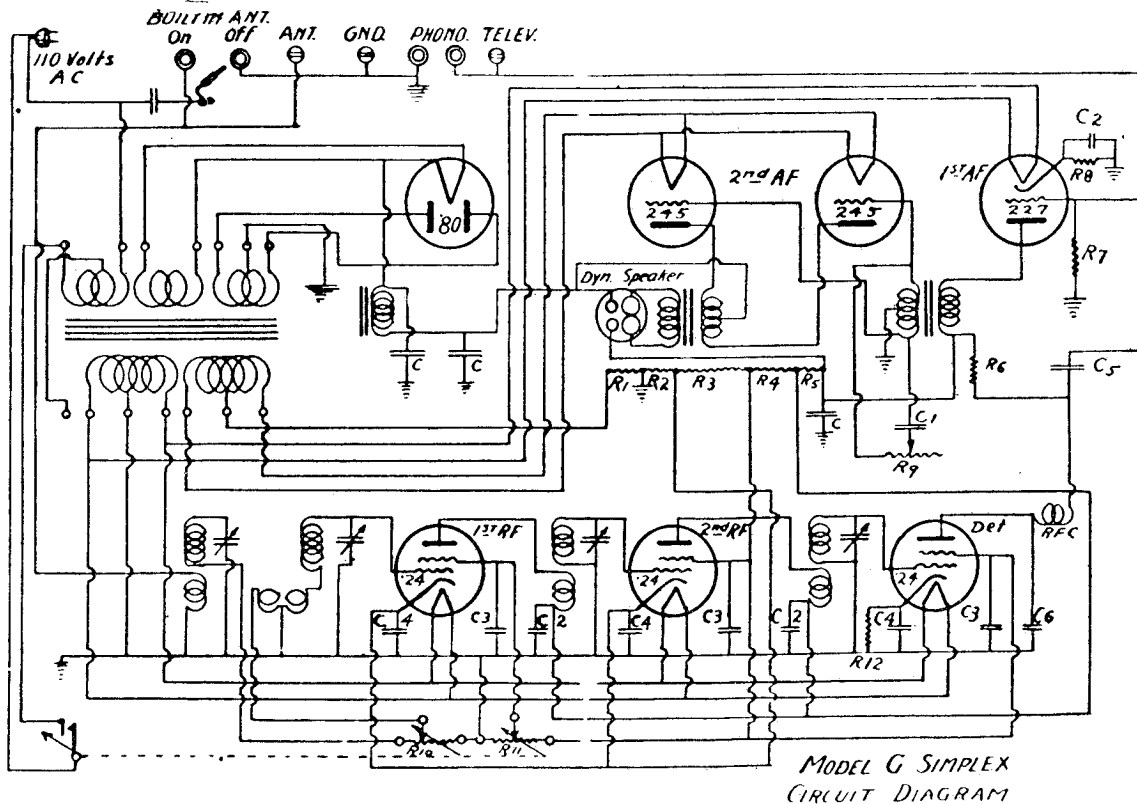 BUILT IN ANT.
On Off ANT. GND. PHONO. TELEV.
110 Volts
AC
C2
R8
2nd AF
1ST AF
245
245
227
'80
R7
Dyn. Speaker
C
C
R1
R2
R3
R4
R5
R6
C5
C
C1
R9
1ST RF
2nd RF
Det
RFC
'24
'24
'24
C4
C3
C2
C4
C3
C2
C4
C3
C6
R12
R10
R11
MODEL G SIMPLEX
CIRCUIT DIAGRAM